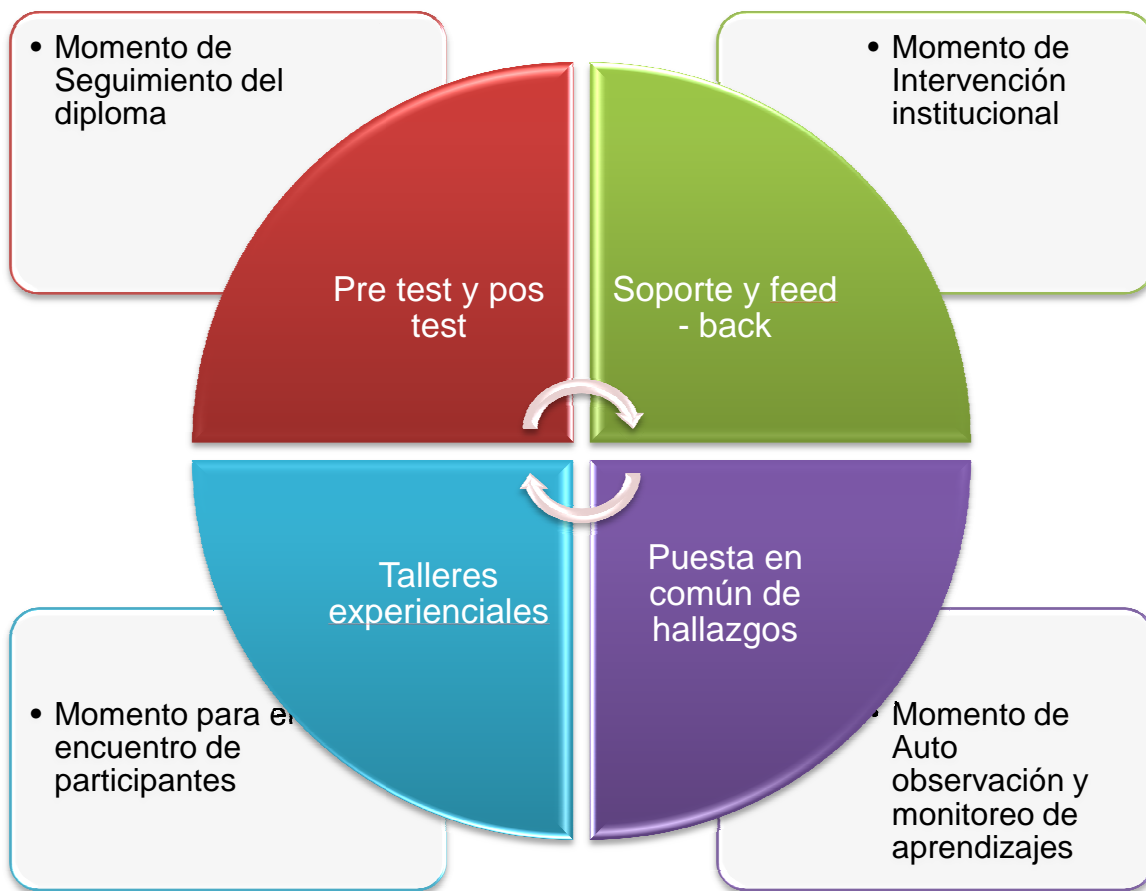 • Momento de
Seguimiento del
diploma
• Momento de
Intervención
institucional
Pre test y pos
test
Soporte y feed
- back
Talleres
experienciales
Puesta en
común de
hallazgos
• Momento para el
encuentro de
participantes
• Momento de
Auto
observación y
monitoreo de
aprendizajes